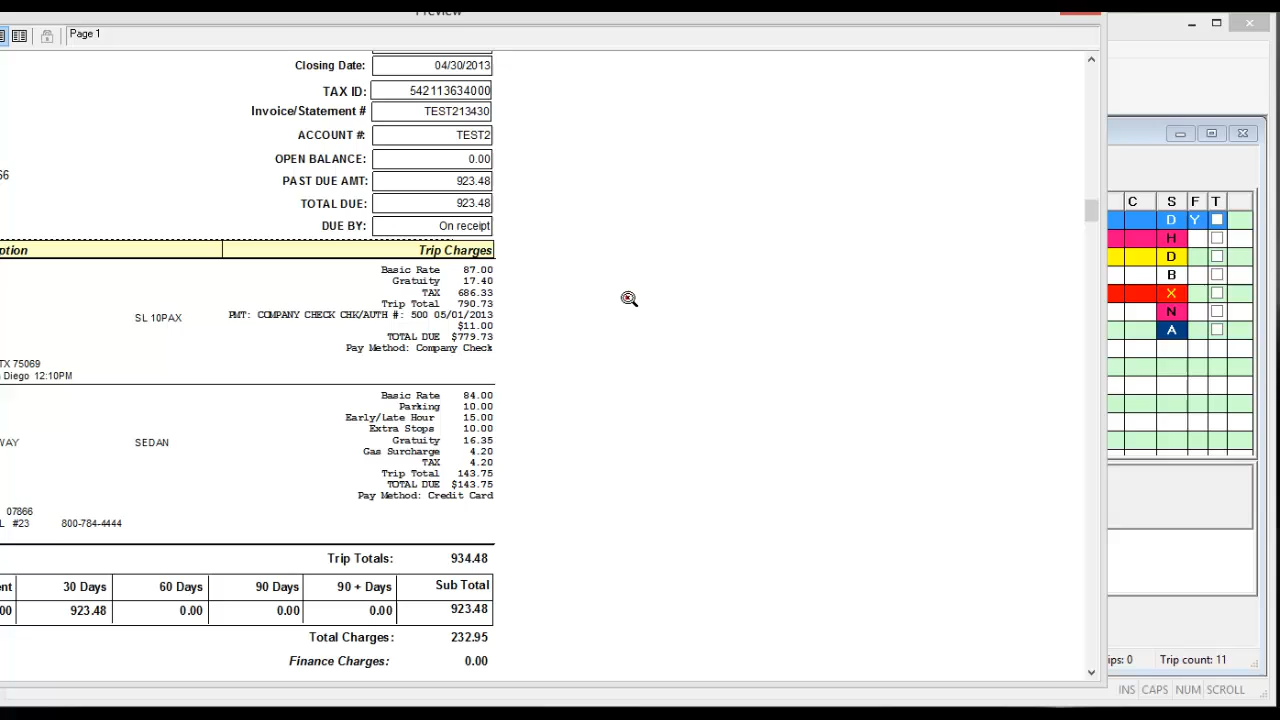 Preview
Page 1
Closing Date: 04/30/2013
TAX ID: 542113634000
Invoice/Statement # TEST213430
ACCOUNT #: TEST2
OPEN BALANCE: 0.00
66
PAST DUE AMT: 923.48
TOTAL DUE: 923.48
DUE BY: On receipt
ption Trip Charges
Basic Rate 87.00
Gratuity 17.40
TAX 686.33
Trip Total 790.73
SL 10PAX PMT: COMPANY CHECK CHK/AUTH #: 500 05/01/2013
$11.00
TOTAL DUE $779.73
Pay Method: Company Check
TX 75069
n Diego 12:10PM
Basic Rate 84.00
Parking 10.00
Early/Late Hour 15.00
Extra Stops 10.00
WAY SEDAN Gratuity 16.35
Gas Surcharge 4.20
TAX 4.20
Trip Total 143.75
TOTAL DUE $143.75
Pay Method: Credit Card
07866
L #23 800-784-4444
Trip Totals: 934.48
nt 30 Days 60 Days 90 Days 90 + Days Sub Total
00 923.48 0.00 0.00 0.00 923.48
Total Charges: 232.95
Finance Charges: 0.00
C S F T
D Y
H
D
B
X
N
A
ips: 0 Trip count: 11
INS CAPS NUM SCROLL